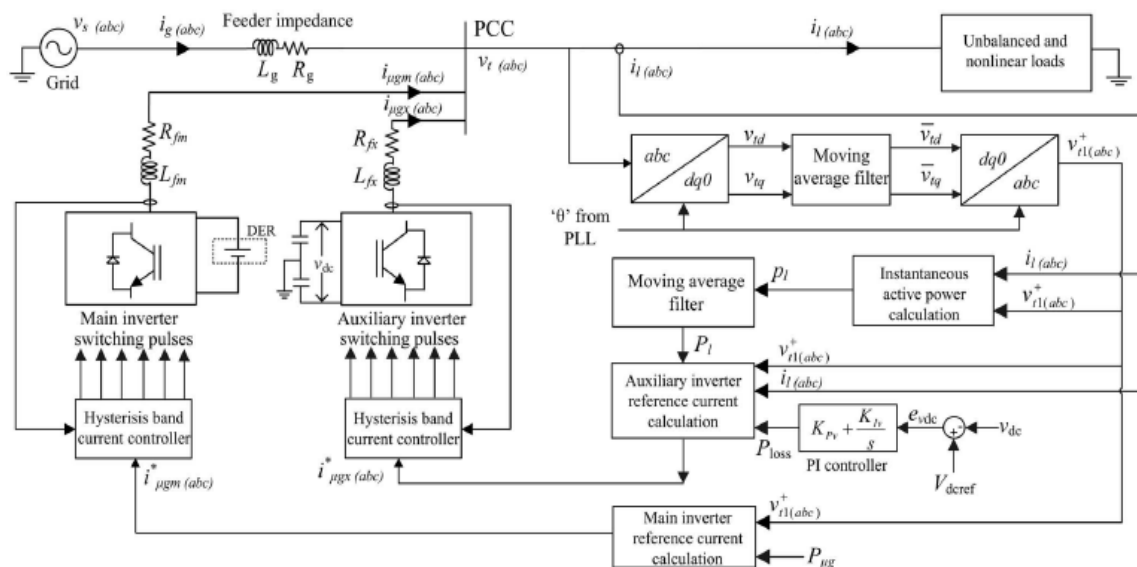 v_s (abc)
i_g (abc)
Feeder impedance
PCC
L_g R_g
Grid
v_t (abc)
i_l (abc)
i_l (abc)
Unbalanced and
nonlinear loads
i_μgm (abc)
i_μgx (abc)
R_fm
L_fm
R_fx
L_fx
abc
dq0
v_td
v_tq
Moving
average filter
v̅_td
v̅_tq
dq0
abc
v⁺_t1(abc)
'θ' from
PLL
DER
v_dc
Main inverter
switching pulses
Auxiliary inverter
switching pulses
Moving average
filter
p_l
Instantaneous
active power
calculation
i_l (abc)
v⁺_t1(abc)
P_l
Auxiliary inverter
reference current
calculation
v⁺_t1(abc)
i_l (abc)
P_loss
K_Pv + K_Iv
s
PI controller
e_vdc
+
-
v_dc
V_dcref
Hysterisis band
current controller
Hysterisis band
current controller
i*_μgm (abc)
i*_μgx (abc)
Main inverter
reference current
calculation
v⁺_t1(abc)
P_μg